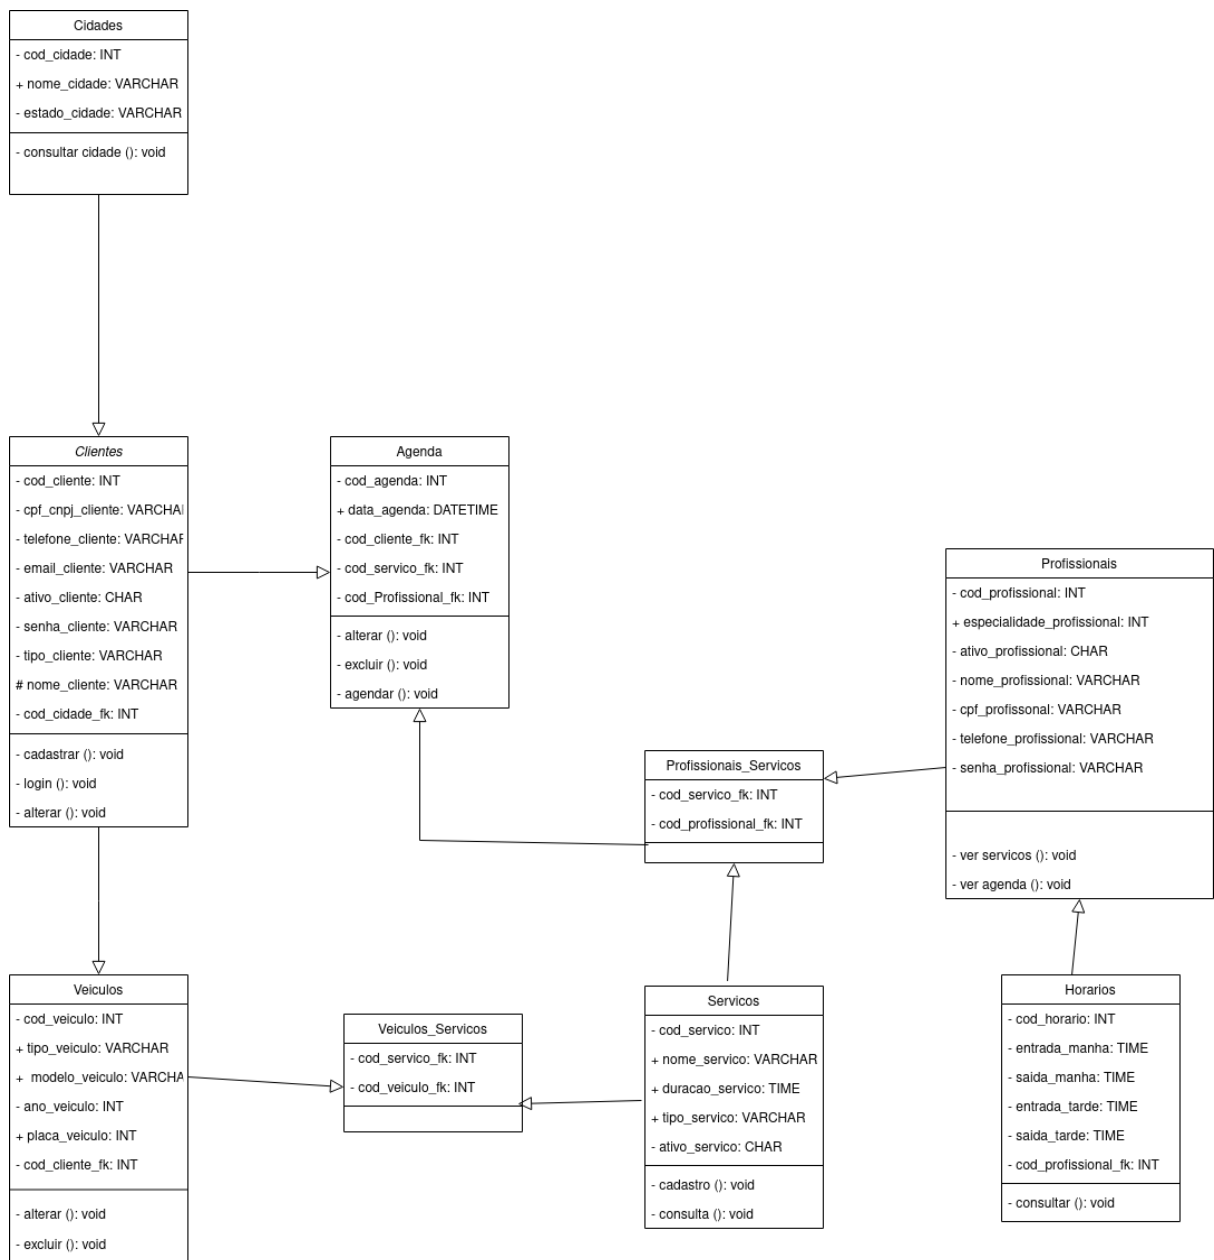 Cidades
- cod_cidade: INT
+ nome_cidade: VARCHAR
- estado_cidade: VARCHAR
- consultar cidade (): void
Clientes
- cod_cliente: INT
- cpf_cnpj_cliente: VARCHAI
- telefone_cliente: VARCHAF
- email_cliente: VARCHAR
- ativo_cliente: CHAR
- senha_cliente: VARCHAR
- tipo_cliente: VARCHAR
# nome_cliente: VARCHAR
- cod_cidade_fk: INT
- cadastrar (): void
- login (): void
- alterar (): void
Agenda
- cod_agenda: INT
+ data_agenda: DATETIME
- cod_cliente_fk: INT
- cod_servico_fk: INT
- cod_Profissional_fk: INT
- alterar (): void
- excluir (): void
- agendar (): void
Profissionais
- cod_profissional: INT
+ especialidade_profissional: INT
- ativo_profissional: CHAR
- nome_profissional: VARCHAR
- cpf_profissonal: VARCHAR
- telefone_profissional: VARCHAR
- senha_profissional: VARCHAR
- ver servicos (): void
- ver agenda (): void
Profissionais_Servicos
- cod_servico_fk: INT
- cod_profissional_fk: INT
Veiculos
- cod_veiculo: INT
+ tipo_veiculo: VARCHAR
+ modelo_veiculo: VARCHA
- ano_veiculo: INT
+ placa_veiculo: INT
- cod_cliente_fk: INT
- alterar (): void
- excluir (): void
Veiculos_Servicos
- cod_servico_fk: INT
- cod_veiculo_fk: INT
Servicos
- cod_servico: INT
+ nome_servico: VARCHAR
+ duracao_servico: TIME
+ tipo_servico: VARCHAR
- ativo_servico: CHAR
- cadastro (): void
- consulta (): void
Horarios
- cod_horario: INT
- entrada_manha: TIME
- saida_manha: TIME
- entrada_tarde: TIME
- saida_tarde: TIME
- cod_profissional_fk: INT
- consultar (): void